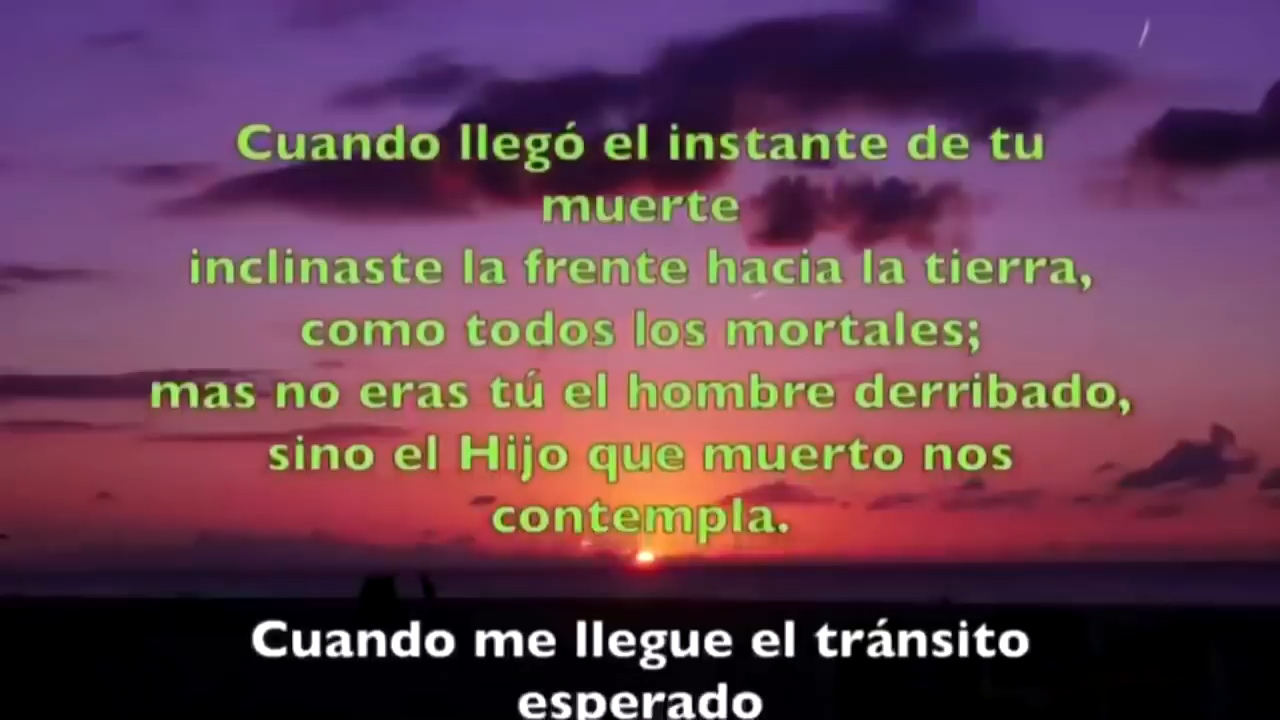 Cuando llegó el instante de tu
muerte
inclinaste la frente hacia la tierra,
como todos los mortales;
mas no eras tú el hombre derribado,
sino el Hijo que muerto nos
contempla.
Cuando me llegue el tránsito
esperado